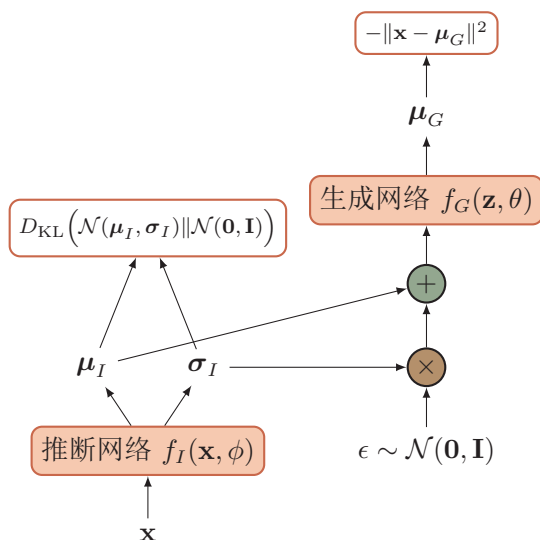 −‖x − μ_G‖²
μ_G
生成网络 f_G(z, θ)
D_KL(N(μ_I, σ_I)‖N(0, I))
+
μ_I
σ_I
×
推断网络 f_I(x, ϕ)
ϵ ∼ N(0, I)
x